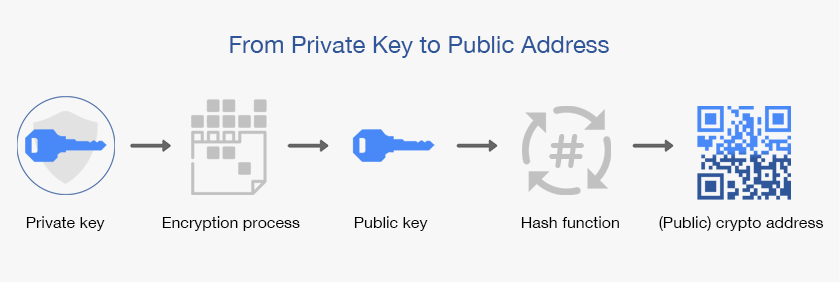 From Private Key to Public Address
#
Private key
Encryption process
Public key
Hash function
(Public) crypto address